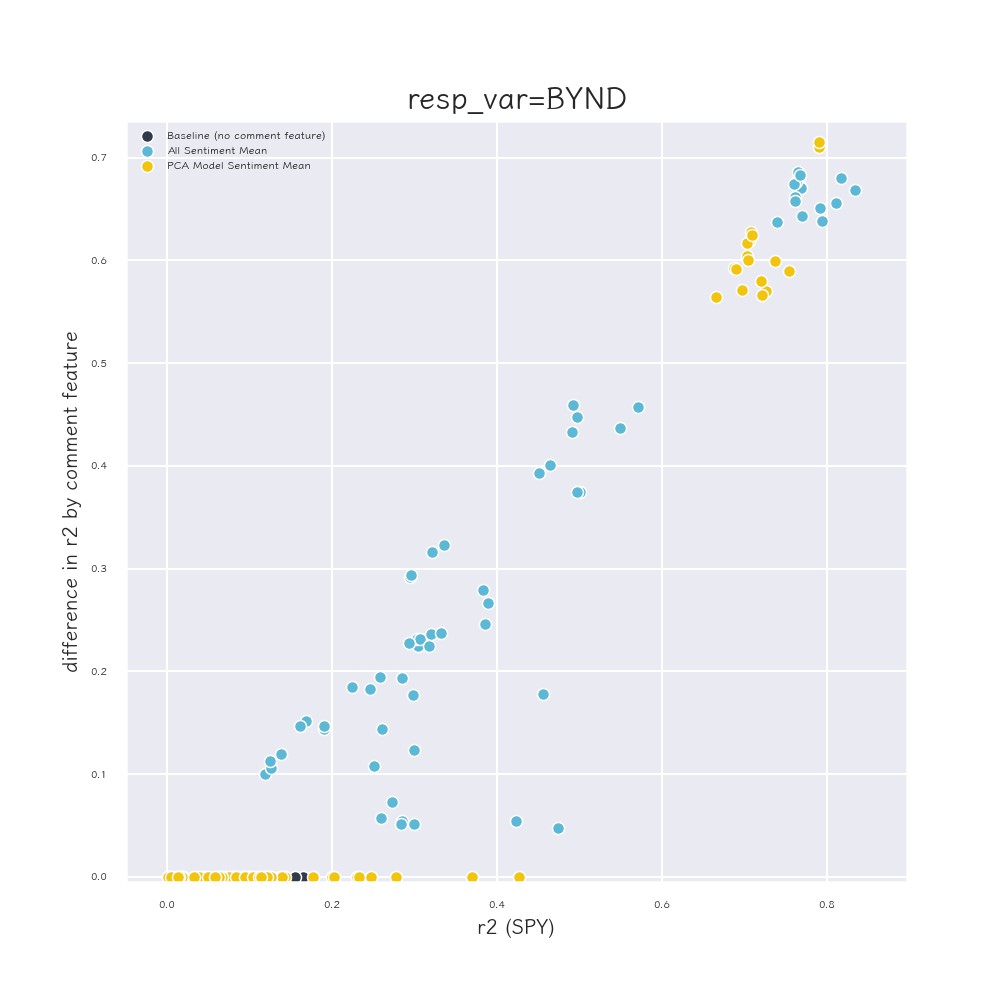 resp_var=BYND
Baseline (no comment feature)
All Sentiment Mean
PCA Model Sentiment Mean
difference in r2 by comment feature
0.7
0.6
0.5
0.4
0.3
0.2
0.1
0.0
0.0 0.2 0.4 0.6 0.8
r2 (SPY)